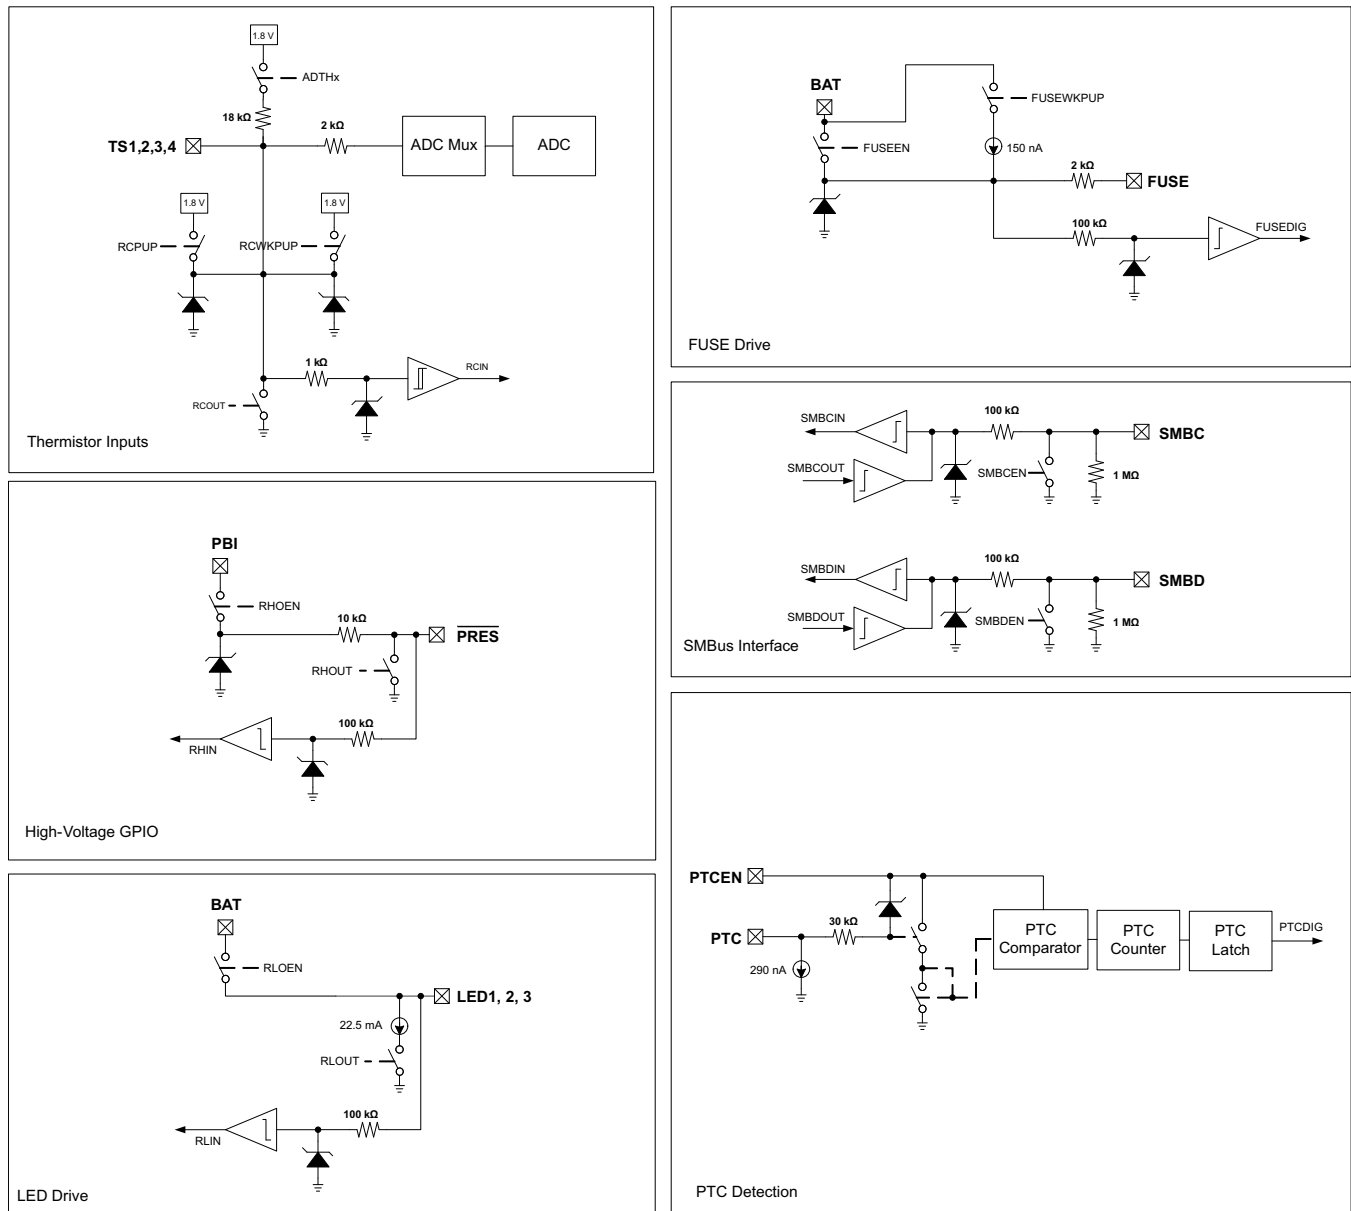 1.8 V
ADTHx
18 kΩ
2 kΩ
TS1,2,3,4
ADC Mux
ADC
1.8 V
1.8 V
RCPUP
RCWKPUP
1 kΩ
RCIN
RCOUT
Thermistor Inputs
BAT
FUSEWKPUP
FUSEEN
150 nA
2 kΩ
FUSE
100 kΩ
FUSEDIG
FUSE Drive
SMBCIN
100 kΩ
SMBC
SMBCOUT
SMBCEN
1 MΩ
SMBDIN
100 kΩ
SMBD
SMBDOUT
SMBDEN
1 MΩ
SMBus Interface
PBI
RHOEN
10 kΩ
PRES
RHOUT
100 kΩ
RHIN
High-Voltage GPIO
PTCEN
30 kΩ
PTC
290 nA
PTC
Comparator
PTC
Counter
PTC
Latch
PTCDIG
PTC Detection
BAT
RLOEN
LED1, 2, 3
22.5 mA
RLOUT
100 kΩ
RLIN
LED Drive